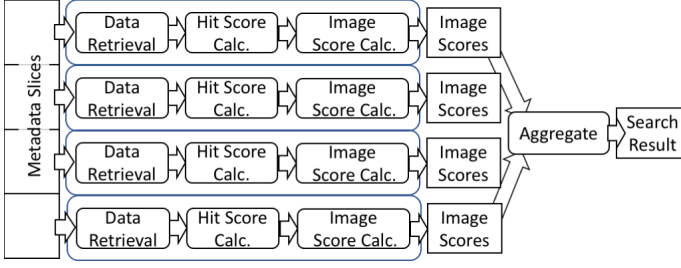 Metadata Slices
Data
Retrieval
Hit Score
Calc.
Image
Score Calc.
Image
Scores
Data
Retrieval
Hit Score
Calc.
Image
Score Calc.
Image
Scores
Data
Retrieval
Hit Score
Calc.
Image
Score Calc.
Image
Scores
Data
Retrieval
Hit Score
Calc.
Image
Score Calc.
Image
Scores
Aggregate
Search
Result